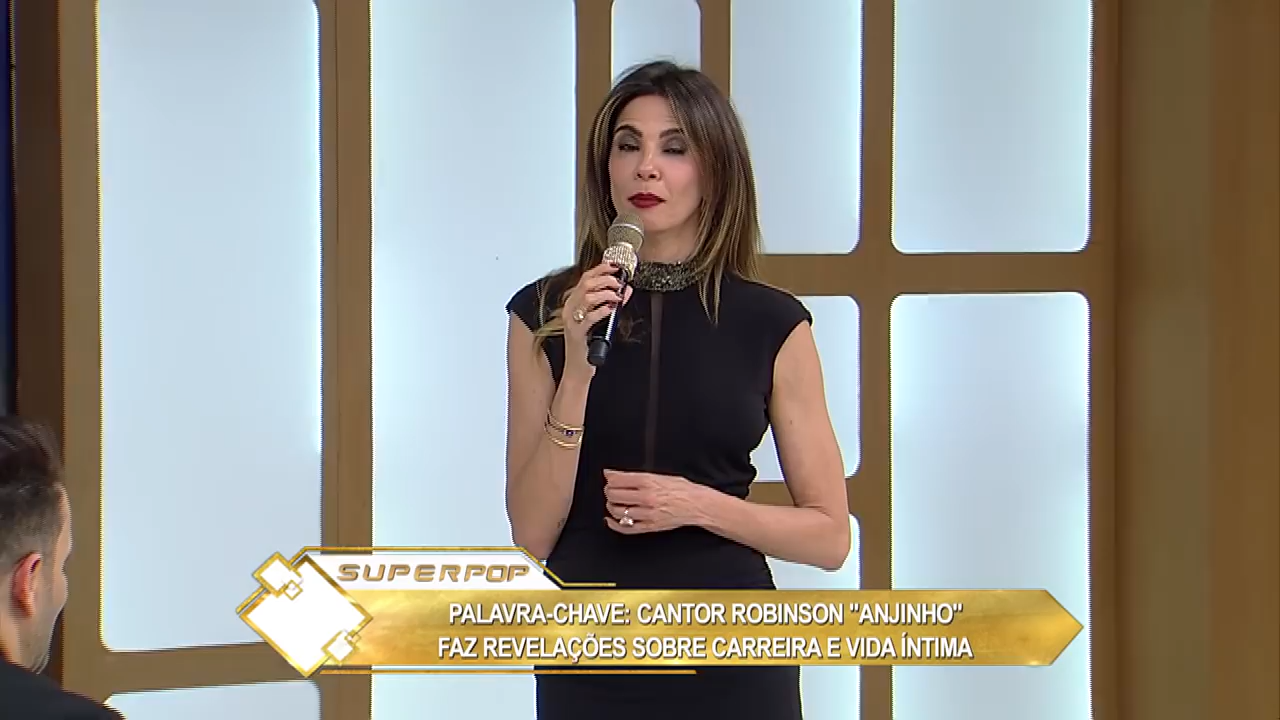 SUPERPOP
PALAVRA-CHAVE: CANTOR ROBINSON "ANJINHO"
FAZ REVELAÇÕES SOBRE CARREIRA E VIDA ÍNTIMA